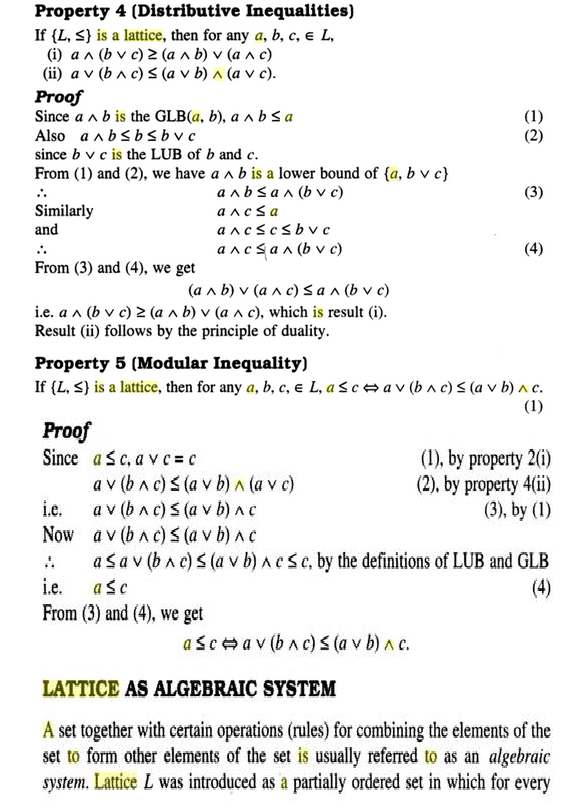 Property 4 (Distributive Inequalities)
If {L, ≤} is a lattice, then for any a, b, c, ∈ L,
(i) a ∧ (b ∨ c) ≥ (a ∧ b) ∨ (a ∧ c)
(ii) a ∨ (b ∧ c) ≤ (a ∨ b) ∧ (a ∨ c).
Proof
Since a ∧ b is the GLB(a, b), a ∧ b ≤ a (1)
Also a ∧ b ≤ b ≤ b ∨ c (2)
since b ∨ c is the LUB of b and c.
From (1) and (2), we have a ∧ b is a lower bound of {a, b ∨ c}
∴ a ∧ b ≤ a ∧ (b ∨ c) (3)
Similarly a ∧ c ≤ a
and a ∧ c ≤ c ≤ b ∨ c
∴ a ∧ c ≤ a ∧ (b ∨ c) (4)
From (3) and (4), we get
(a ∧ b) ∨ (a ∧ c) ≤ a ∧ (b ∨ c)
i.e. a ∧ (b ∨ c) ≥ (a ∧ b) ∨ (a ∧ c), which is result (i).
Result (ii) follows by the principle of duality.
Property 5 (Modular Inequality)
If {L, ≤} is a lattice, then for any a, b, c, ∈ L, a ≤ c ⇔ a ∨ (b ∧ c) ≤ (a ∨ b) ∧ c.
(1)
Proof
Since a ≤ c, a ∨ c = c (1), by property 2(i)
a ∨ (b ∧ c) ≤ (a ∨ b) ∧ (a ∨ c) (2), by property 4(ii)
i.e. a ∨ (b ∧ c) ≤ (a ∨ b) ∧ c (3), by (1)
Now a ∨ (b ∧ c) ≤ (a ∨ b) ∧ c
∴ a ≤ a ∨ (b ∧ c) ≤ (a ∨ b) ∧ c ≤ c, by the definitions of LUB and GLB
i.e. a ≤ c (4)
From (3) and (4), we get
a ≤ c ⇔ a ∨ (b ∧ c) ≤ (a ∨ b) ∧ c.
LATTICE AS ALGEBRAIC SYSTEM
A set together with certain operations (rules) for combining the elements of the
set to form other elements of the set is usually referred to as an algebraic
system. Lattice L was introduced as a partially ordered set in which for every